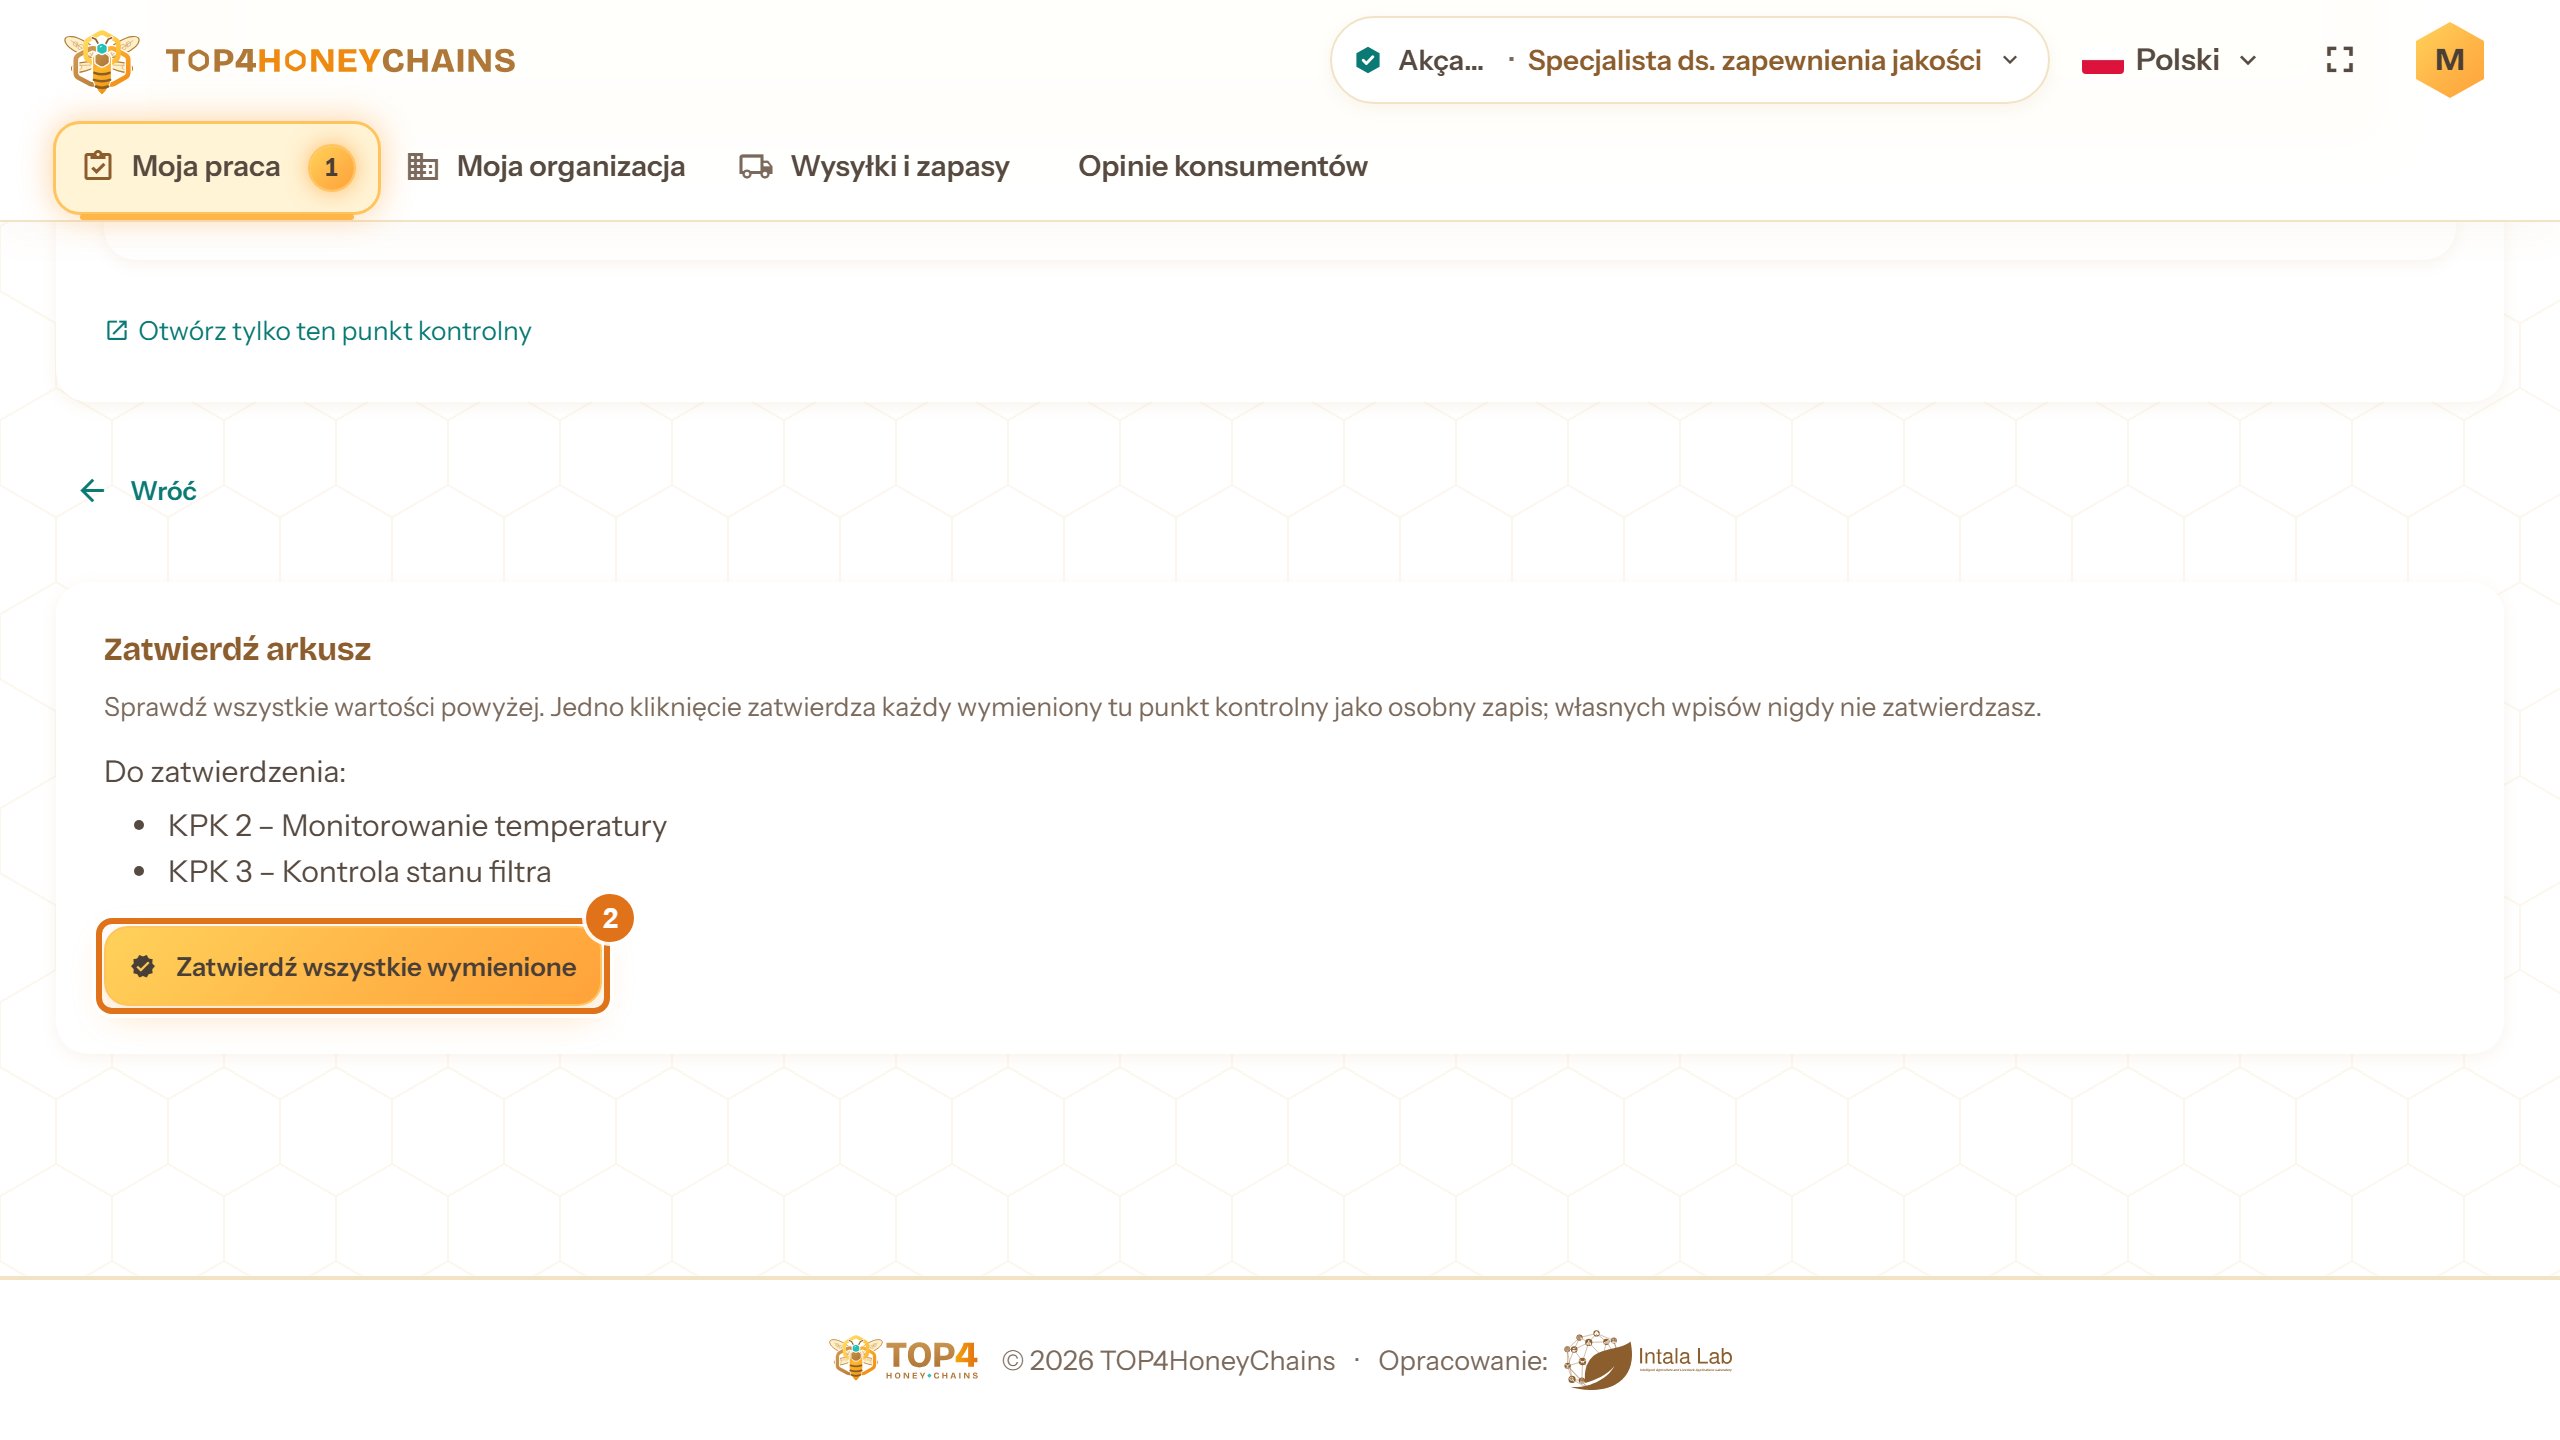 TOP4HONEYCHAINS
Akça... · Specjalista ds. zapewnienia jakości
Polski
M
Moja praca 1
Moja organizacja
Wysyłki i zapasy
Opinie konsumentów
Otwórz tylko ten punkt kontrolny
Wróć
Zatwierdź arkusz
Sprawdź wszystkie wartości powyżej. Jedno kliknięcie zatwierdza każdy wymieniony tu punkt kontrolny jako osobny zapis; własnych wpisów nigdy nie zatwierdzasz.
Do zatwierdzenia:
• KPK 2 – Monitorowanie temperatury
• KPK 3 – Kontrola stanu filtra
2
Zatwierdź wszystkie wymienione
TOP4
HONEY•CHAINS
© 2026 TOP4HoneyChains · Opracowanie:
Intala Lab